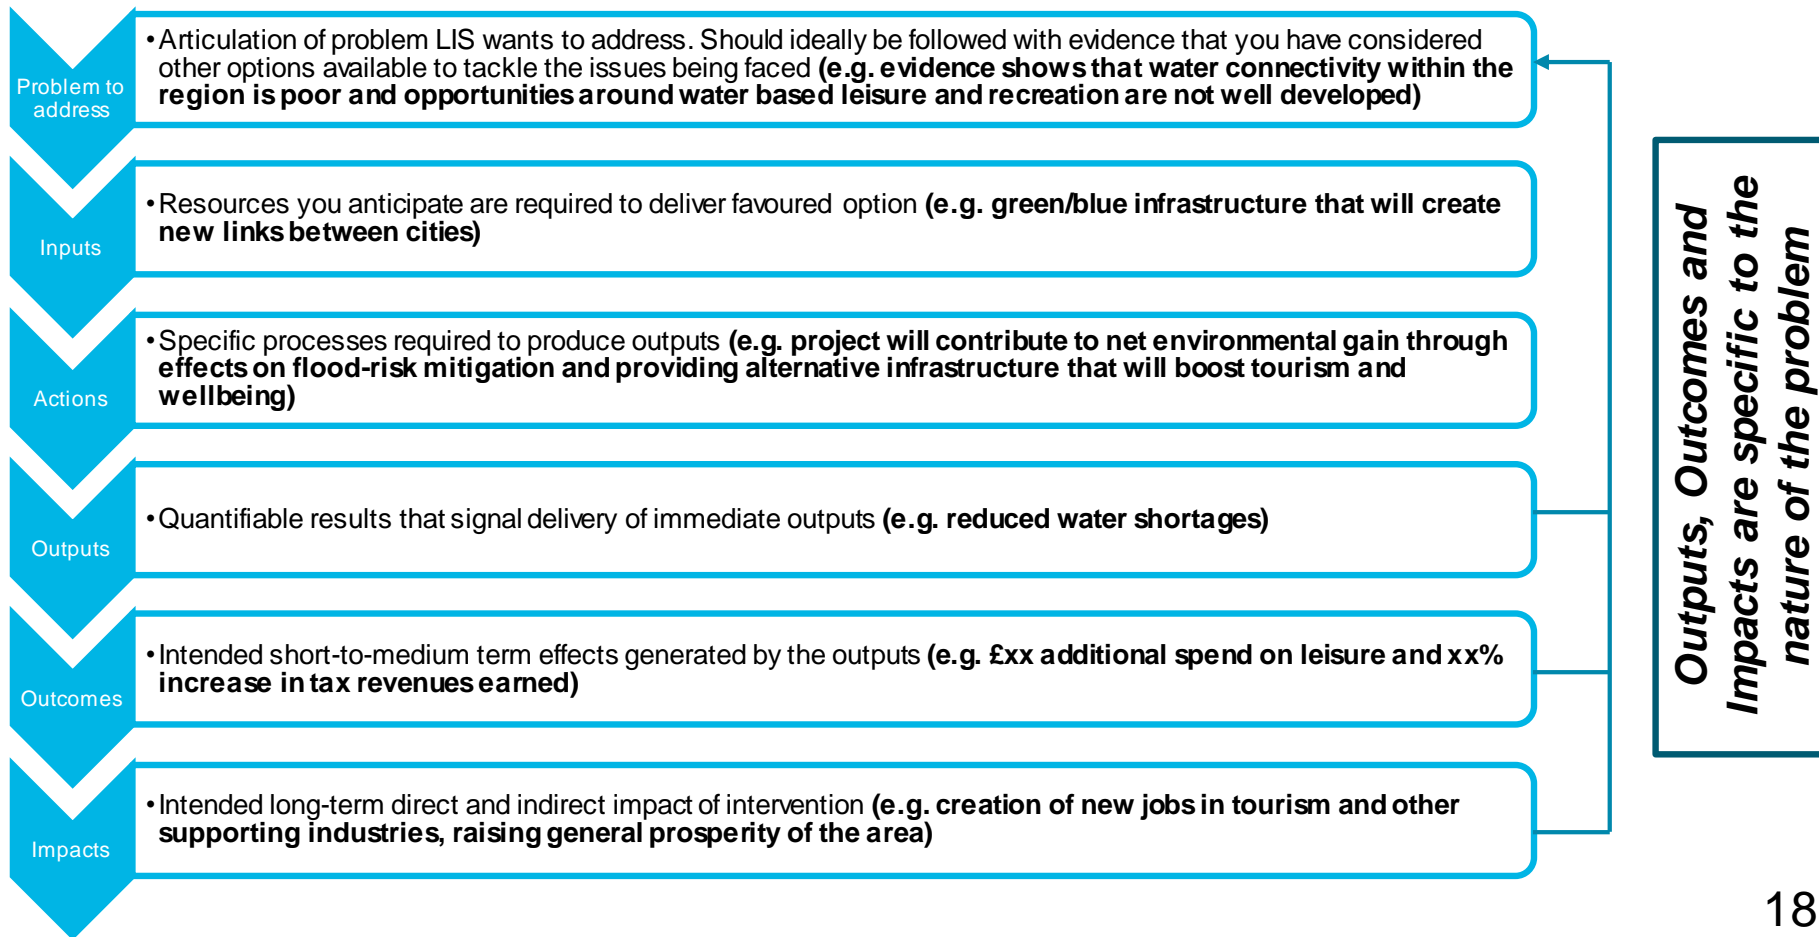 Problem to
address
•Articulation of problem LIS wants to address. Should ideally be followed with evidence that you have considered
other options available to tackle the issues being faced (e.g. evidence shows that water connectivity within the
region is poor and opportunities around water based leisure and recreation are not well developed)
Inputs
•Resources you anticipate are required to deliver favoured option (e.g. green/blue infrastructure that will create
new links between cities)
Actions
•Specific processes required to produce outputs (e.g. project will contribute to net environmental gain through
effects on flood-risk mitigation and providing alternative infrastructure that will boost tourism and
wellbeing)
Outputs
•Quantifiable results that signal delivery of immediate outputs (e.g. reduced water shortages)
Outcomes
•Intended short-to-medium term effects generated by the outputs (e.g. £xx additional spend on leisure and xx%
increase in tax revenues earned)
Impacts
•Intended long-term direct and indirect impact of intervention (e.g. creation of new jobs in tourism and other
supporting industries, raising general prosperity of the area)
Outputs, Outcomes and
Impacts are specific to the
nature of the problem
18